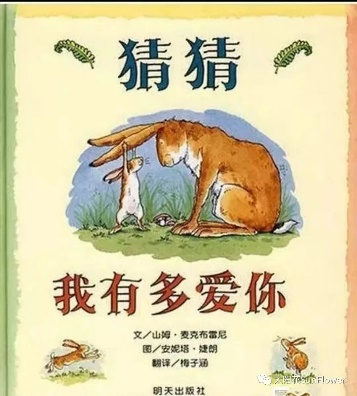 猜猜
我有多爱你
文／山姆·麦克布雷尼
图／安妮塔·婕朗
翻译／梅子涵
明天出版社